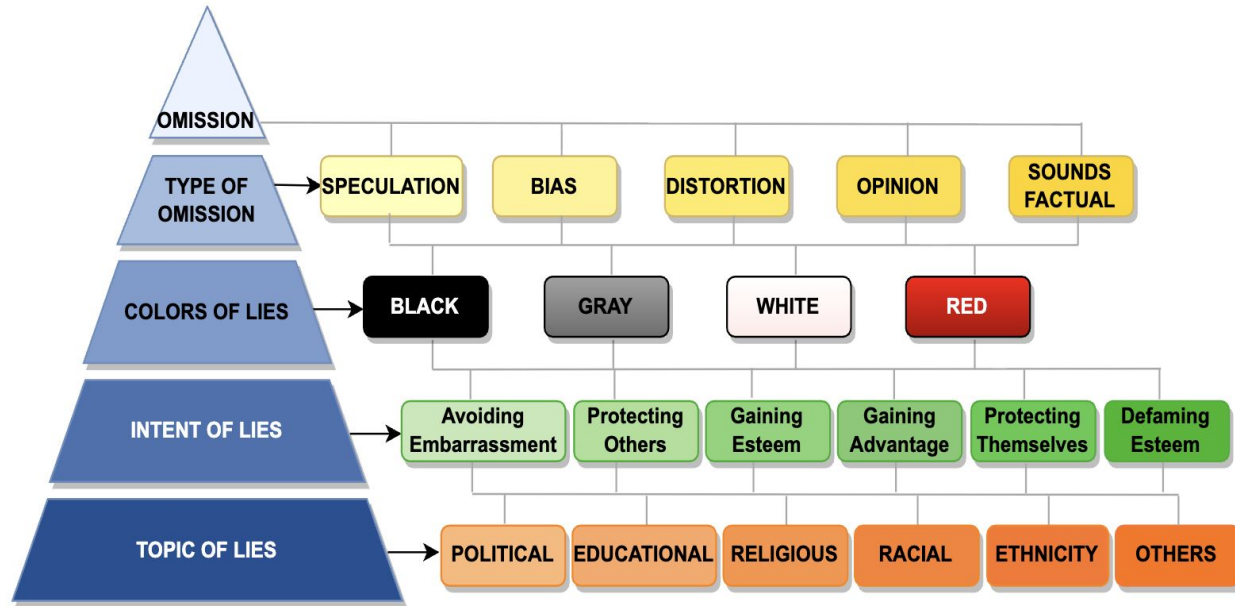 OMISSION
TYPE OF
OMISSION
SPECULATION
BIAS
DISTORTION
OPINION
SOUNDS
FACTUAL
COLORS OF LIES
BLACK
GRAY
WHITE
RED
INTENT OF LIES
Avoiding
Embarrassment
Protecting
Others
Gaining
Esteem
Gaining
Advantage
Protecting
Themselves
Defaming
Esteem
TOPIC OF LIES
POLITICAL
EDUCATIONAL
RELIGIOUS
RACIAL
ETHNICITY
OTHERS